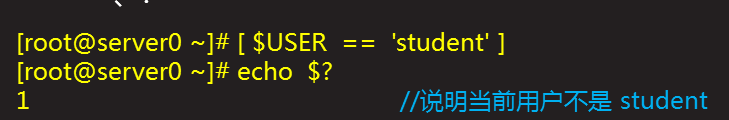 [root@server0 ~]# [ $USER == 'student' ]
[root@server0 ~]# echo $?
1 //说明当前用户不是 student